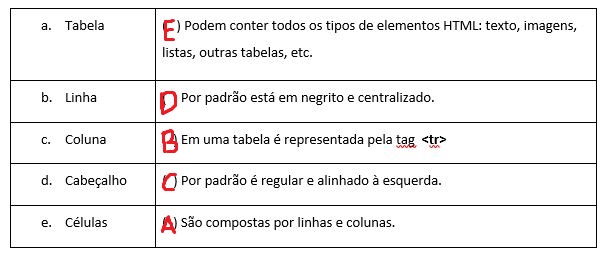 a. Tabela
(E) Podem conter todos os tipos de elementos HTML: texto, imagens,
listas, outras tabelas, etc.
b. Linha
D Por padrão está em negrito e centralizado.
c. Coluna
B) Em uma tabela é representada pela tag <tr>
d. Cabeçalho
C) Por padrão é regular e alinhado à esquerda.
e. Células
A) São compostas por linhas e colunas.